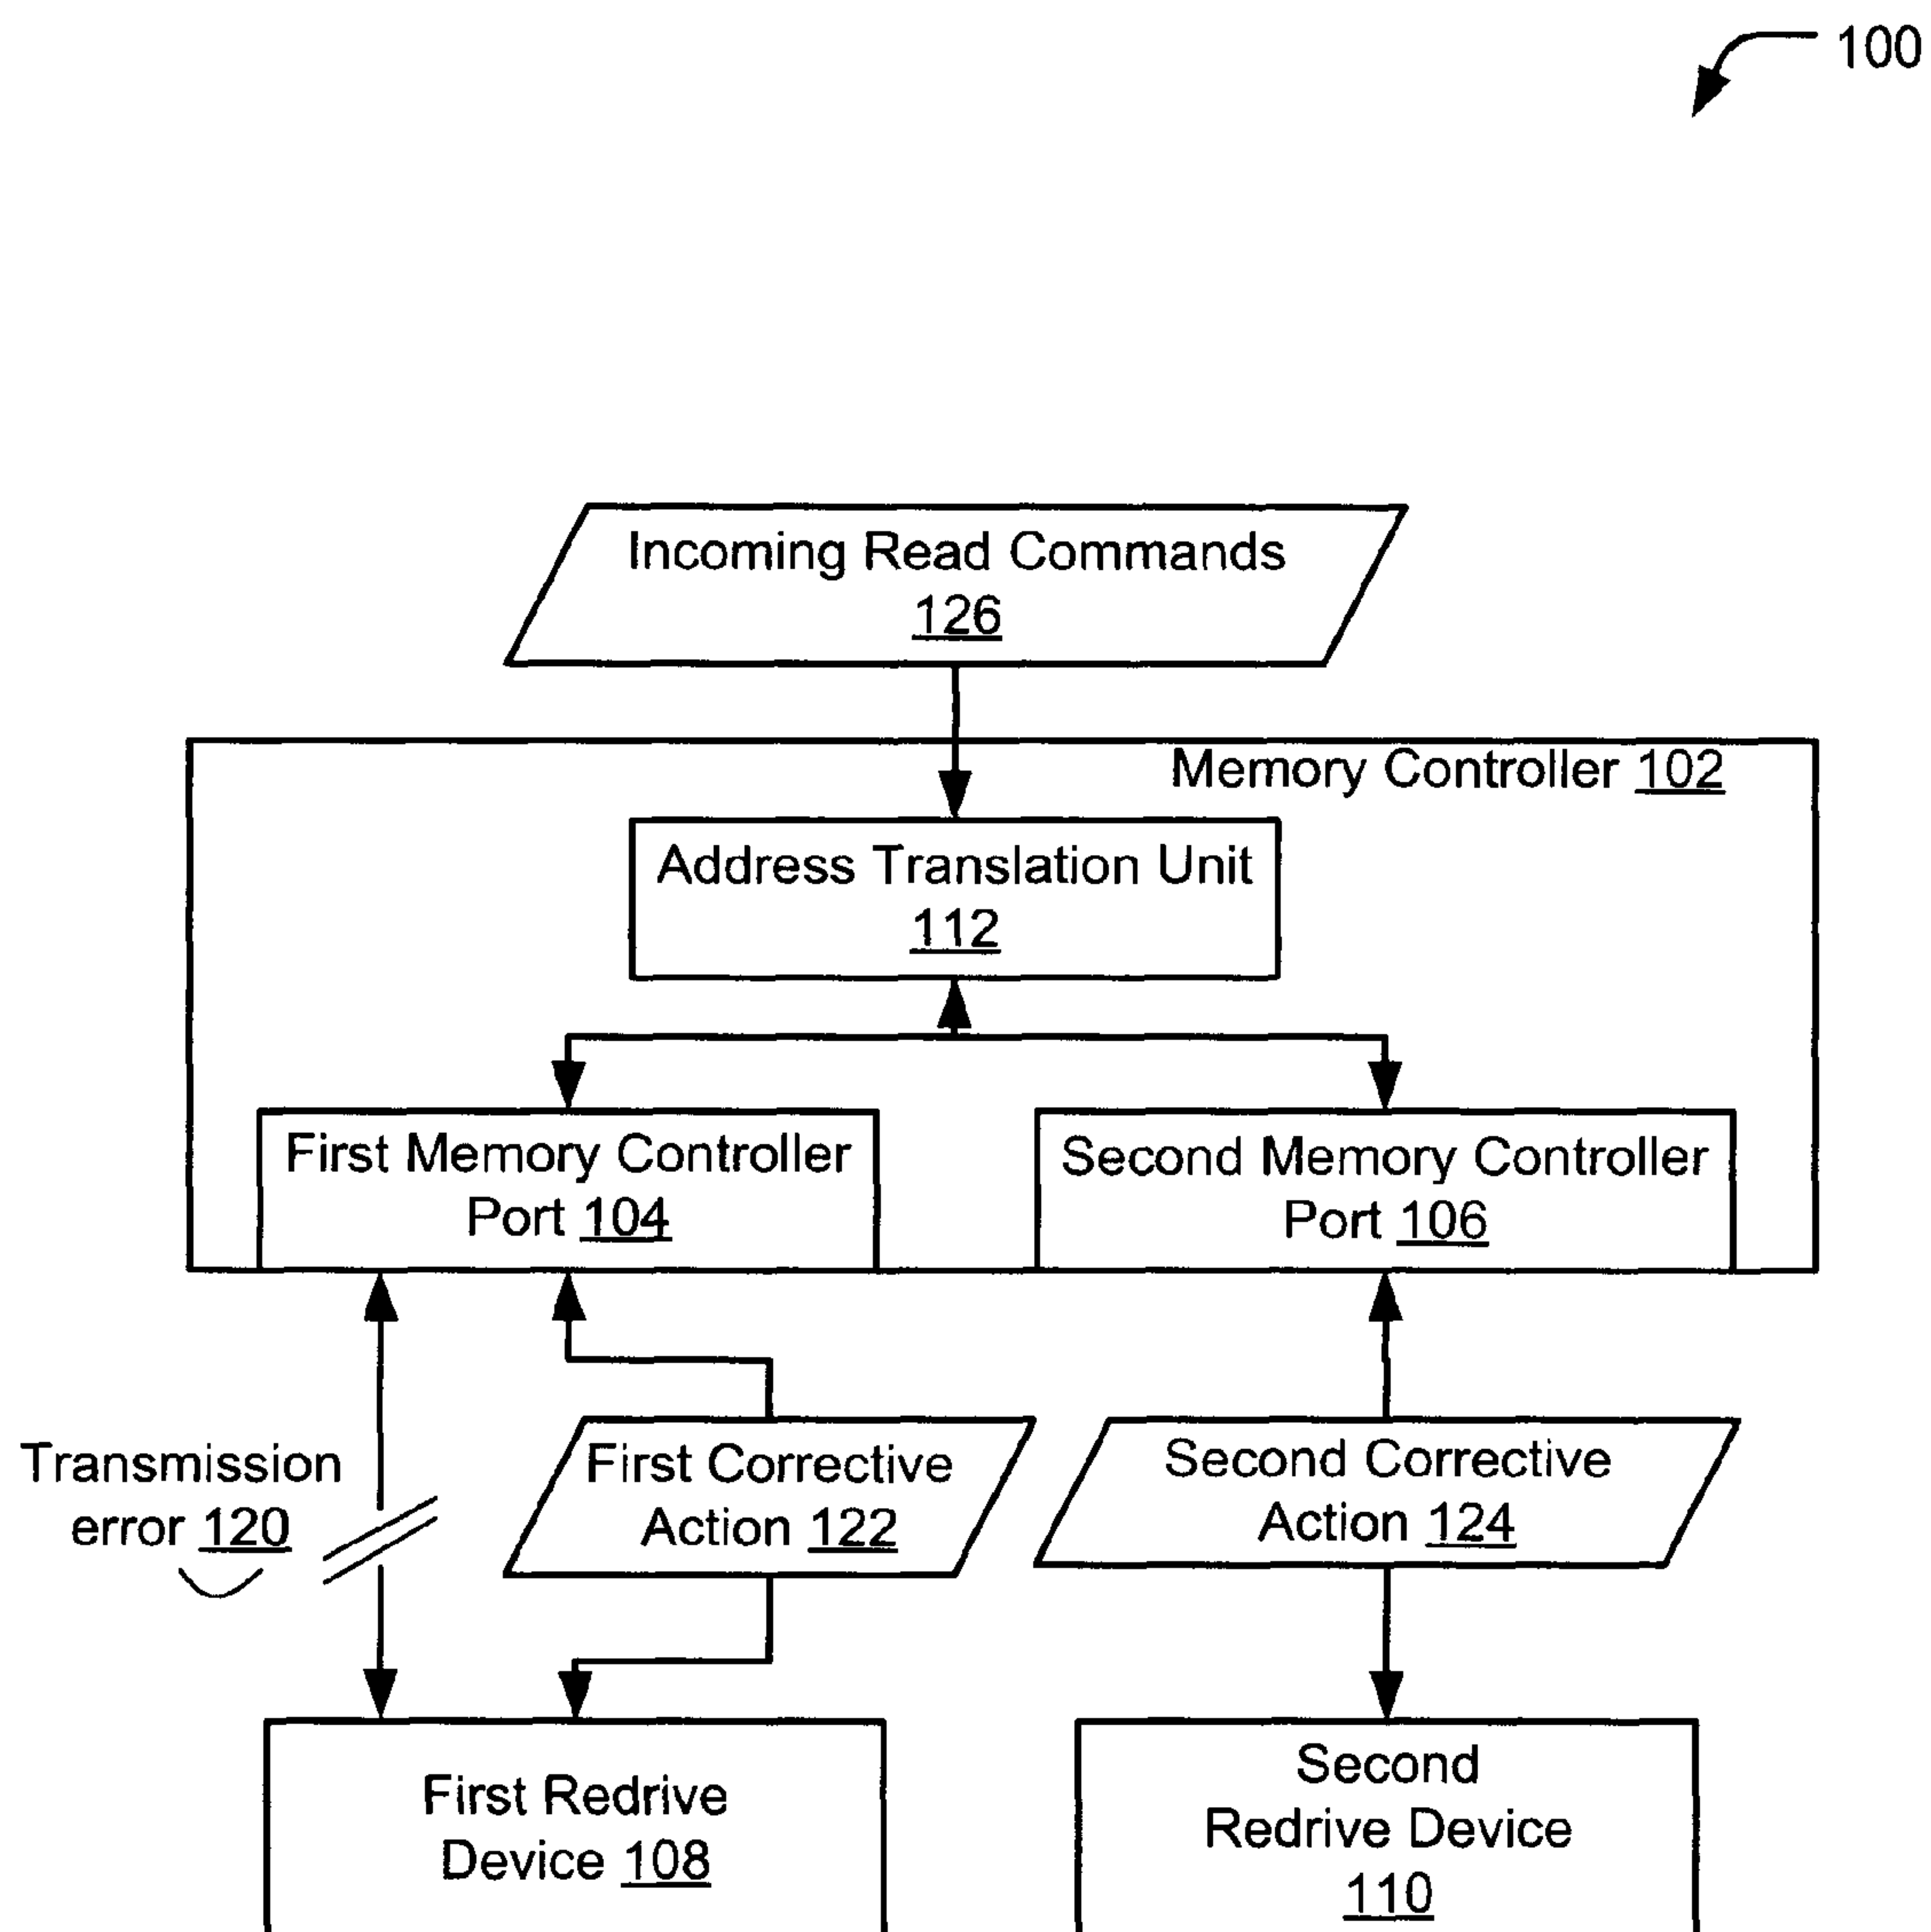 100
Incoming Read Commands
126
Memory Controller 102
Address Translation Unit
112
First Memory Controller
Port 104
Second Memory Controller
Port 106
Transmission
error 120
First Corrective
Action 122
Second Corrective
Action 124
First Redrive
Device 108
Second
Redrive Device
110